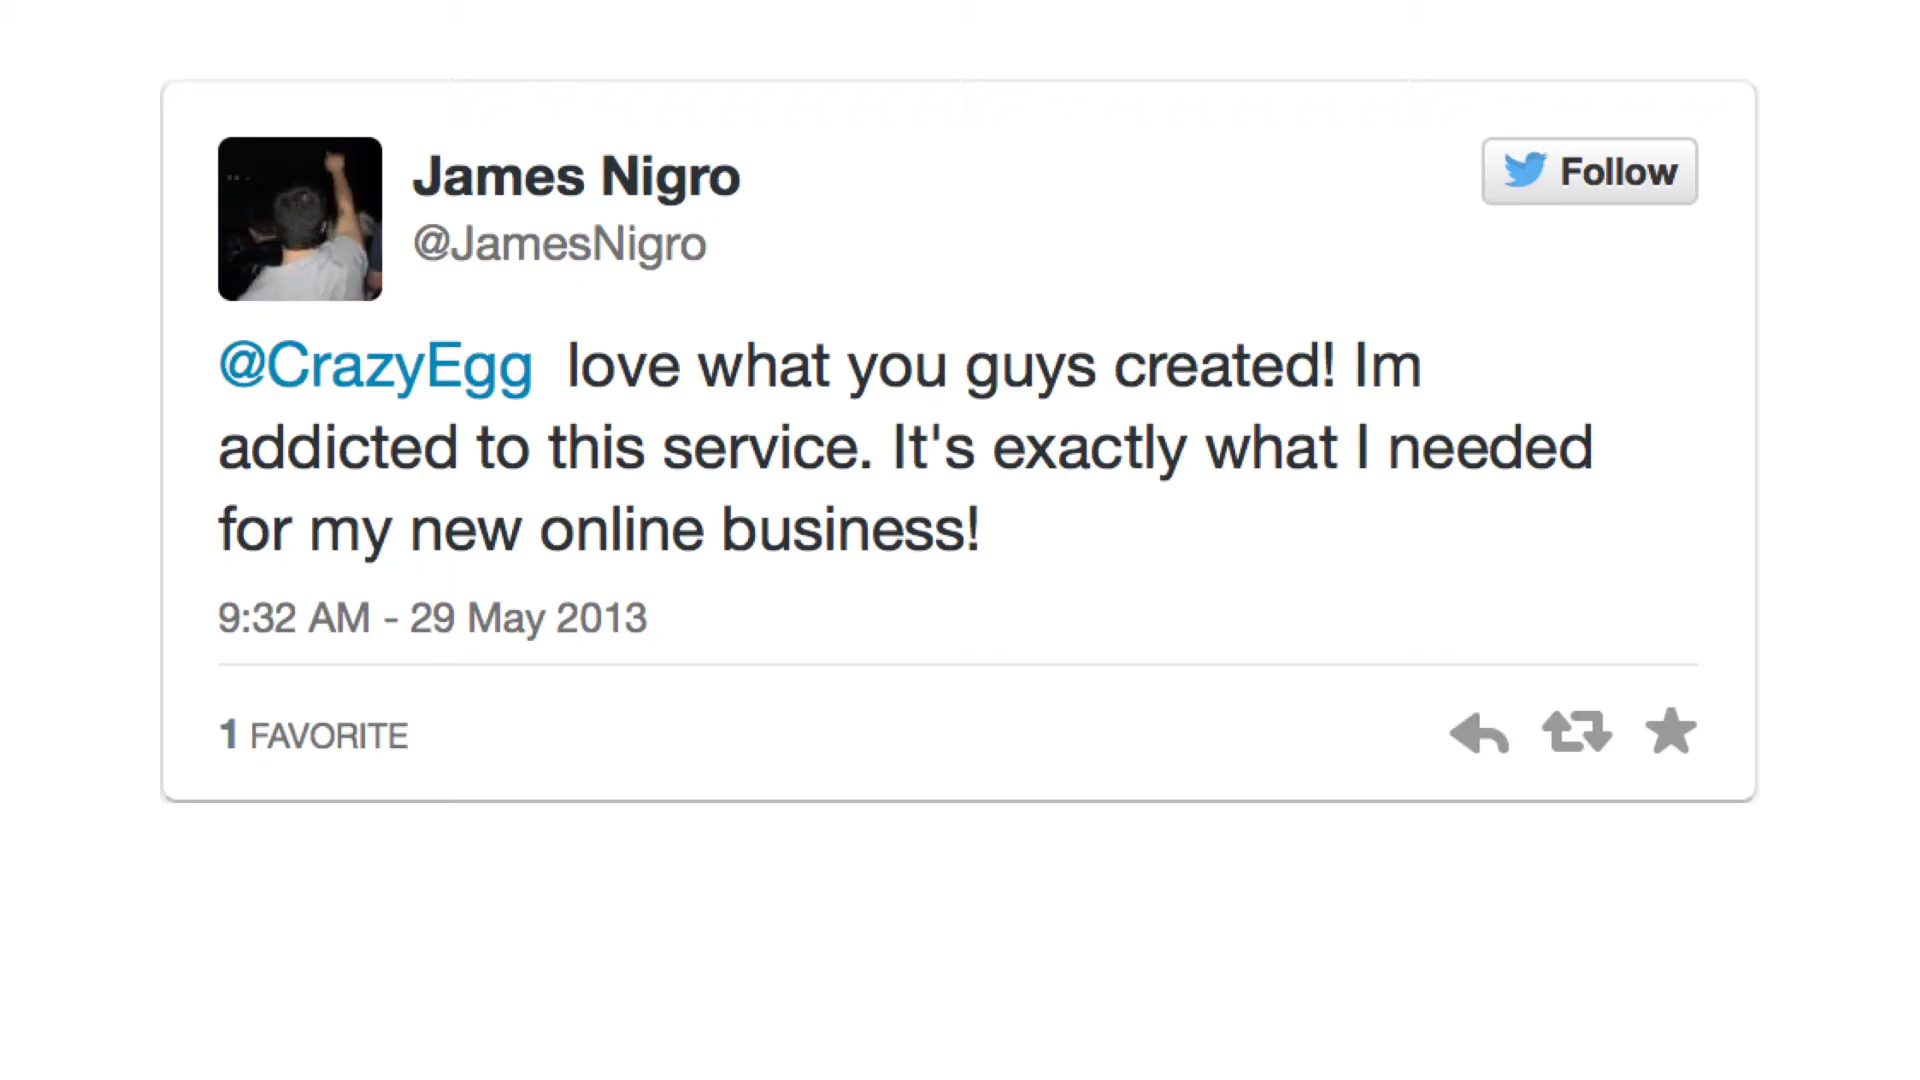 James Nigro
@JamesNigro
Follow
@CrazyEgg love what you guys created! Im
addicted to this service. It's exactly what I needed
for my new online business!
9:32 AM - 29 May 2013
1 FAVORITE